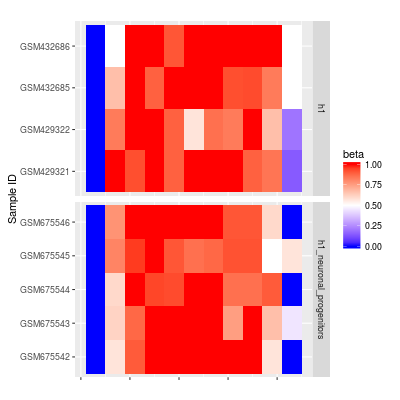 Sample ID
GSM432686
GSM432685
GSM429322
GSM429321
h1
GSM675546
GSM675545
GSM675544
GSM675543
GSM675542
h1_neuronal_progenitors
beta
1.00
0.75
0.50
0.25
0.00